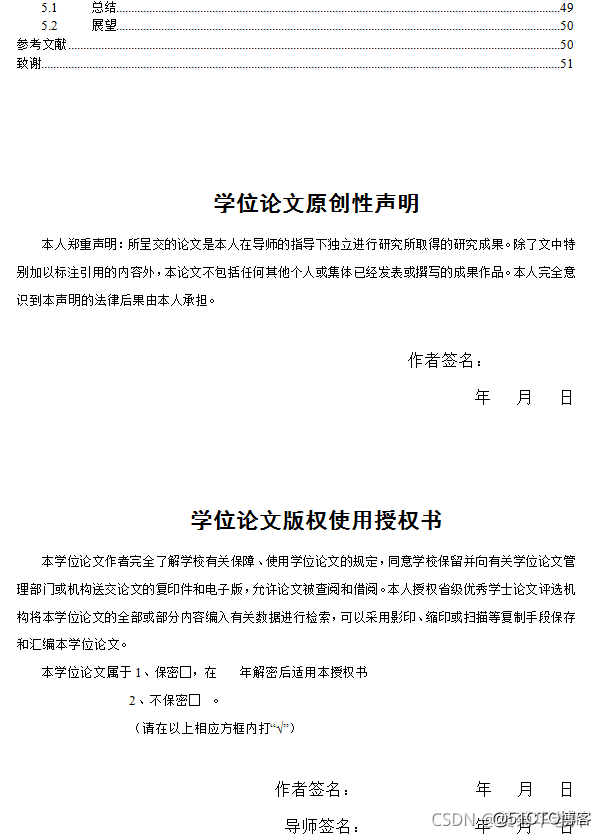 5.1 总结 49
5.2 展望 50
参考文献 50
致谢 51
学位论文原创性声明
本人郑重声明：所呈交的论文是本人在导师的指导下独立进行研究所取得的研究成果。除了文中特
别加以标注引用的内容外，本论文不包括任何其他个人或集体已经发表或撰写的成果作品。本人完全意
识到本声明的法律后果由本人承担。
作者签名：
年 月 日
学位论文版权使用授权书
本学位论文作者完全了解学校有关保障、使用学位论文的规定，同意学校保留并向有关学位论文管
理部门或机构送交论文的复印件和电子版，允许论文被查阅和借阅。本人授权省级优秀学士论文评选机
构将本学位论文的全部或部分内容编入有关数据进行检索，可以采用影印、缩印或扫描等复制手段保存
和汇编本学位论文。
本学位论文属于 1、保密□，在 年解密后适用本授权书
2、不保密□ 。
（请在以上相应方框内打“√”）
作者签名： 年 月 日
导师签名： 年 月 日
@51CTO博客